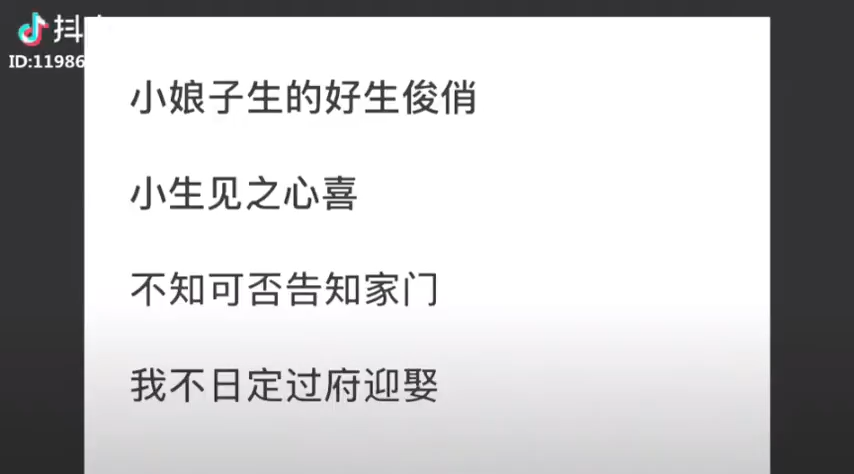 抖
ID:11986
小娘子生的好生俊俏
小生见之心喜
不知可否告知家门
我不日定过府迎娶